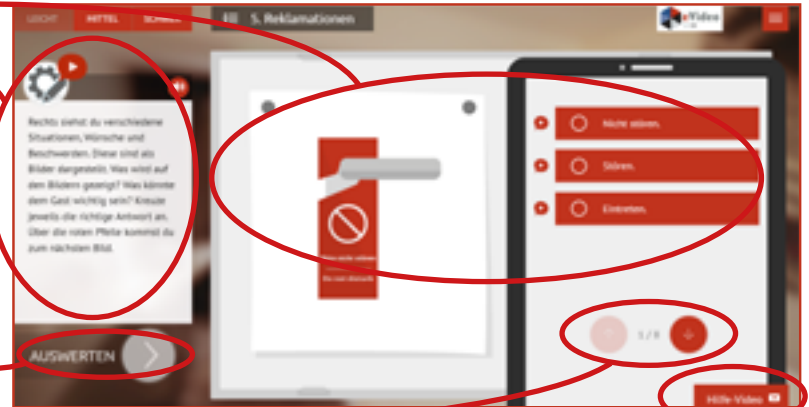 LEICHT MITTEL SCHWER
5. Reklamationen
eVideo
Rechts siehst du verschiedene
Situationen, Wünsche und
Beschwerden. Diese sind als
Bilder dargestellt. Was wird auf
den Bildern gezeigt? Was könnte
dem Gast wichtig sein? Kreuze
jeweils die richtige Antwort an.
Über die roten Pfeile kommst du
zum nächsten Bild.
AUSWERTEN
Nicht stören.
Stören.
Eintreten.
1 / 8
Hilfe-Video